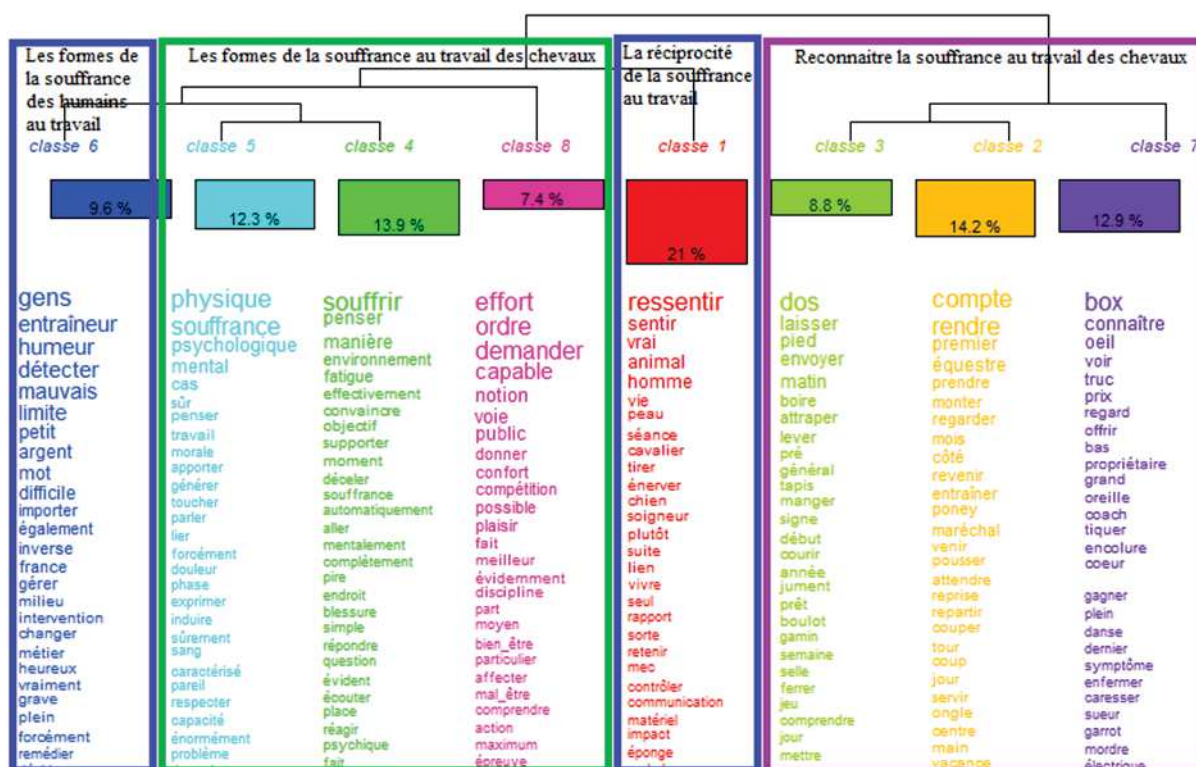 Les formes de
la souffrance
des humains
au travail
Les formes de la souffrance au travail des chevaux
La réciprocité
de la souffrance
au travail
Reconnaitre la souffrance au travail des chevaux
classe 6
classe 5
classe 4
classe 8
classe 1
classe 3
classe 2
classe 7
9.6 %
12.3 %
13.9 %
7.4 %
21 %
8.8 %
14.2 %
12.9 %
gens
entraîneur
humeur
détecter
mauvais
limite
petit
argent
mot
difficile
importer
également
inverse
france
gérer
milieu
intervention
changer
métier
heureux
vraiment
grave
plein
forcément
remédier
physique
souffrance
psychologique
mental
cas
sûr
penser
travail
morale
apporter
générer
toucher
parler
lier
forcément
douleur
phase
exprimer
induire
sûrement
sang
caractérisé
pareil
respecter
capacité
énormément
problème
souffrir
penser
manière
environnement
fatigue
effectivement
convaincre
objectif
supporter
moment
déceler
souffrance
automatiquement
aller
mentalement
complètement
pire
endroit
blessure
simple
répondre
question
évident
écouter
place
réagir
psychique
fait
effort
ordre
demander
capable
notion
voie
public
donner
confort
compétition
possible
plaisir
fait
meilleur
évidemment
discipline
part
moyen
bien_être
particulier
affecter
mal_être
comprendre
action
maximum
épreuve
ressentir
sentir
vrai
animal
homme
vie
peau
séance
cavalier
tirer
énerver
chien
soigneur
plutôt
suite
lien
vivre
seul
rapport
sorte
retenir
mec
contrôler
communication
matériel
impact
éponge
dos
laisser
pied
envoyer
matin
boire
attraper
lever
pré
général
tapis
manger
signe
début
courir
année
jument
prêt
boulot
gamin
semaine
selle
ferrer
jeu
comprendre
jour
mettre
compte
rendre
premier
équestre
prendre
monter
regarder
mois
côté
revenir
entraîner
poney
maréchal
venir
pousser
attendre
reprise
repartir
couper
tour
coup
jour
servir
ongle
centre
main
vacance
box
connaître
oeil
voir
truc
prix
regard
offrir
bas
propriétaire
grand
oreille
coach
tiquer
encolure
coeur
gagner
plein
danse
dernier
symptôme
enfermer
caresser
sueur
garrot
mordre
électrique